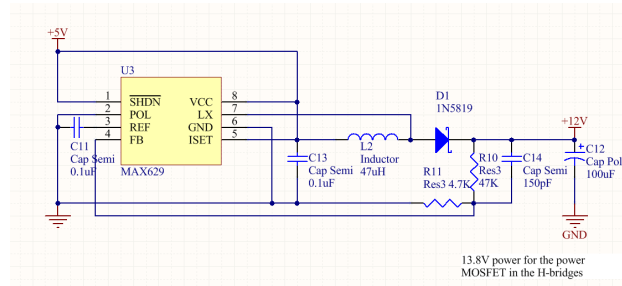 +5V
U3
1 SHDN VCC 8
2 POL LX 7
3 REF GND 6
4 FB ISET 5
MAX629
C11
Cap Semi
0.1uF
C13
Cap Semi
0.1uF
L2
Inductor
47uH
D1
1N5819
R11
Res3 4.7K
R10
Res3
47K
C14
Cap Semi
150pF
+12V
C12
Cap Pol
100uF
GND
13.8V power for the power
MOSFET in the H-bridges